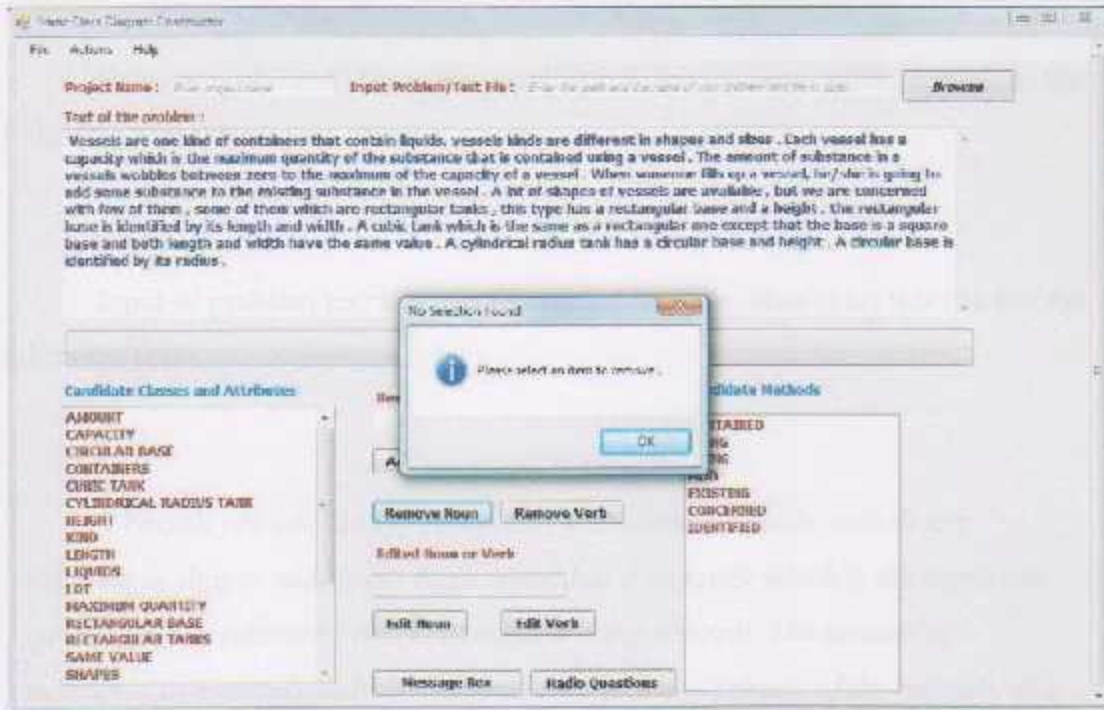 Class Diagram Constructor
File Actions Help
Project Name : Input Problem/Text File : Browse
Text of the problem :
Vessels are one kind of containers that contain liquids, vessels kinds are different in shapes and sizes . Each vessel has a
capacity which is the maximum quantity of the substance that is contained using a vessel . The amount of substance in a
vessels wobbles between zero to the maximum of the capacity of a vessel . When someone fills up a vessel, he/she is going to
add some substance to the existing substance in the vessel . A lot of shapes of vessels are available , but we are concerned
with few of them , some of them which are rectangular tanks , this type has a rectangular base and a height . the rectangular
base is identified by its length and width . A cubic tank which is the same as a rectangular one except that the base is a square
base and both length and width have the same value . A cylindrical radius tank has a circular base and height . A circular base is
identified by its radius .
No Selection Found
Please select an item to remove .
OK
Candidate Classes and Attributes
AMOUNT
CAPACITY
CIRCULAR BASE
CONTAINERS
CUBIC TANK
CYLINDRICAL RADIUS TANK
HEIGHT
KIND
LENGTH
LIQUIDS
LOT
MAXIMUM QUANTITY
RECTANGULAR BASE
RECTANGULAR TANKS
SAME VALUE
SHAPES
Remove Noun Remove Verb
Edited Noun or Verb
Edit Noun Edit Verb
Message Box Radio Questions
didate Methods
TAINED
ADD
EXISTING
CONCERNED
IDENTIFIED